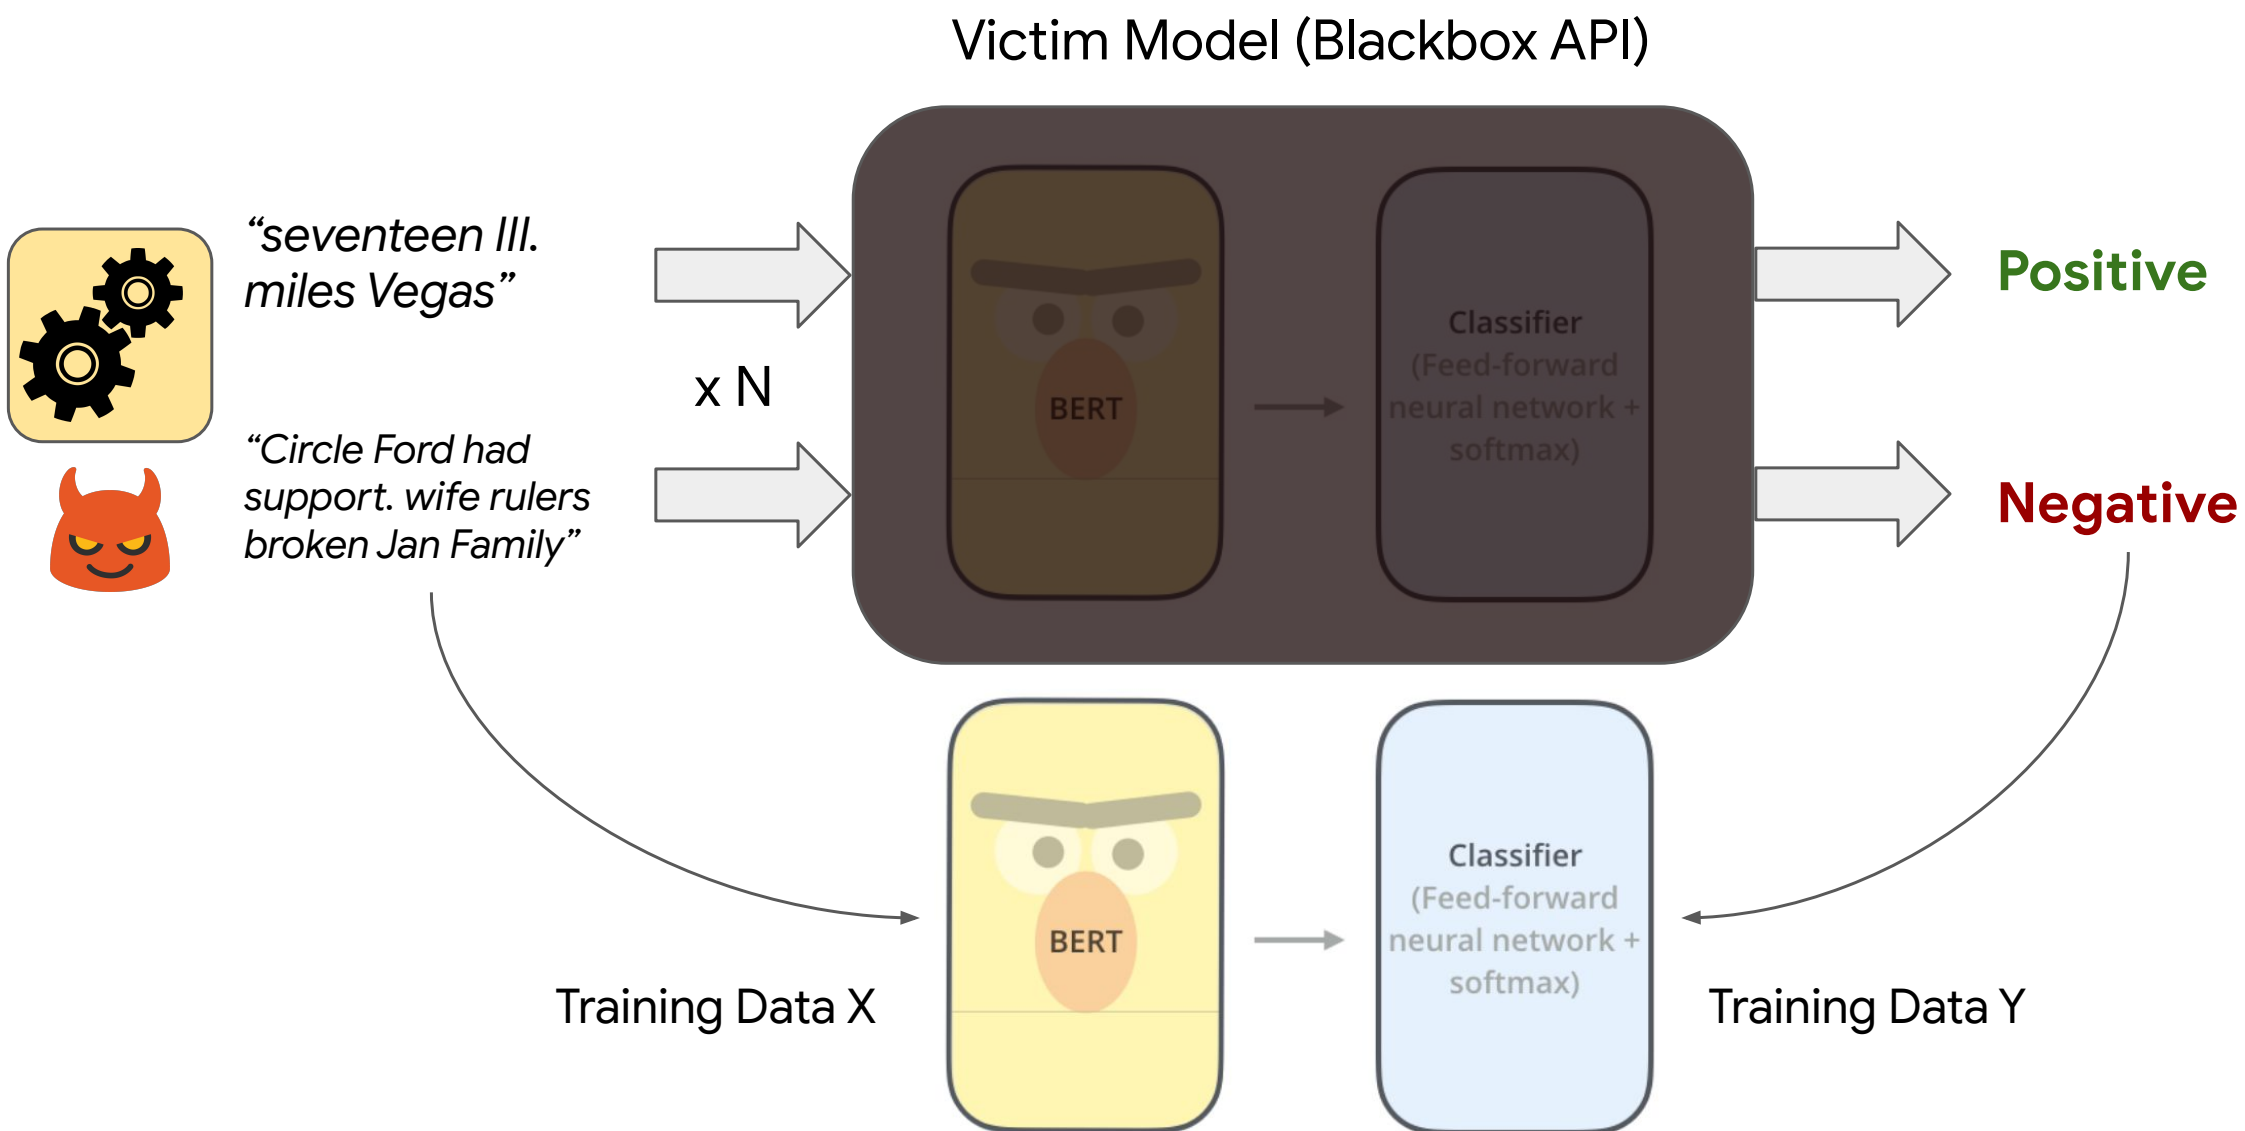 Victim Model (Blackbox API)
“seventeen III.
miles Vegas”
x N
“Circle Ford had
support. wife rulers
broken Jan Family”
BERT
Classifier
(Feed-forward
neural network +
softmax)
Positive
Negative
Training Data X
BERT
Classifier
(Feed-forward
neural network +
softmax)
Training Data Y